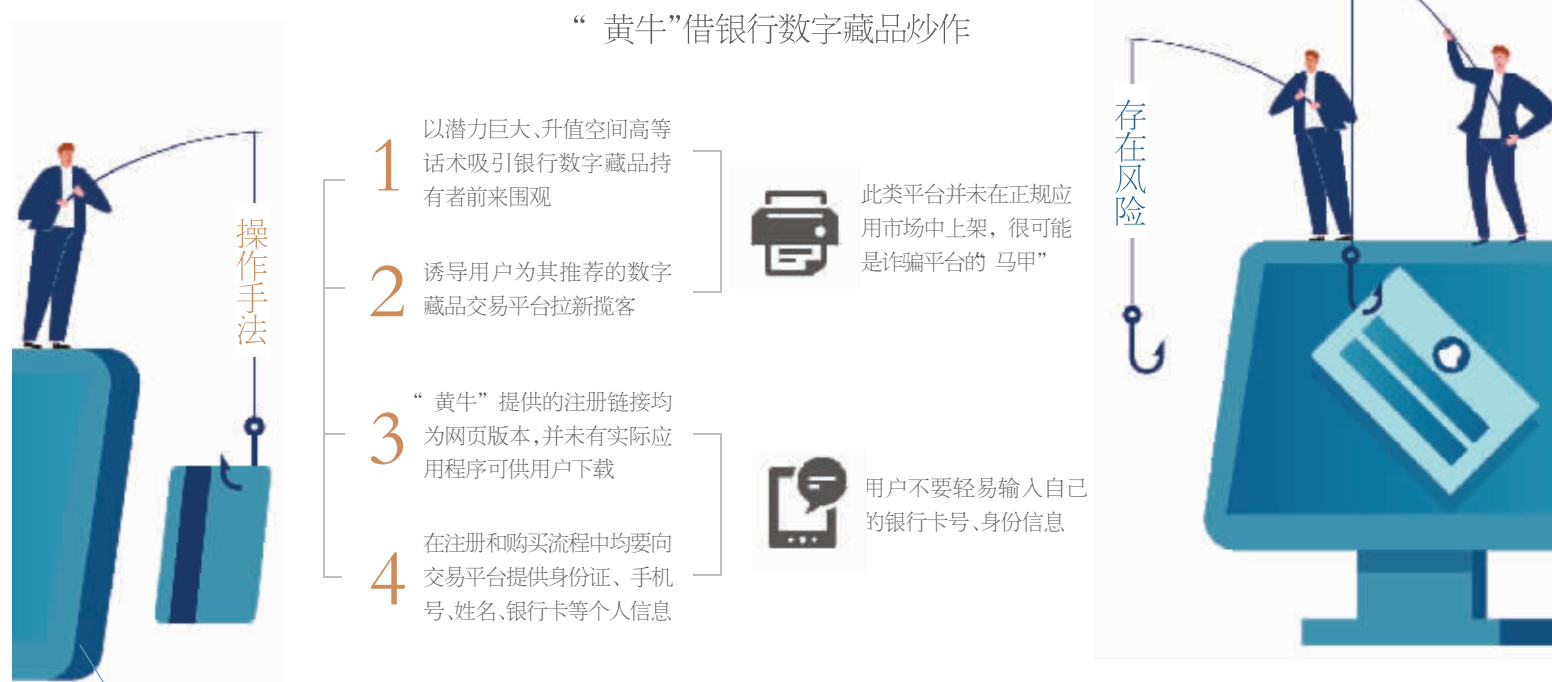 “ 黄牛”借银行数字藏品炒作
操作手法
1
以潜力巨大、升值空间高等
话术吸引银行数字藏品持
有者前来围观
2
诱导用户为其推荐的数字
藏品交易平台拉新揽客
此类平台并未在正规应
用市场中上架，很可能
是诈骗平台的“ 马甲”
3
“ 黄牛”提供的注册链接均
为网页版本，并未有实际应
用程序可供用户下载
4
在注册和购买流程中均要向
交易平台提供身份证、手机
号、姓名、银行卡等个人信息
用户不要轻易输入自己
的银行卡号、身份信息
存在风险